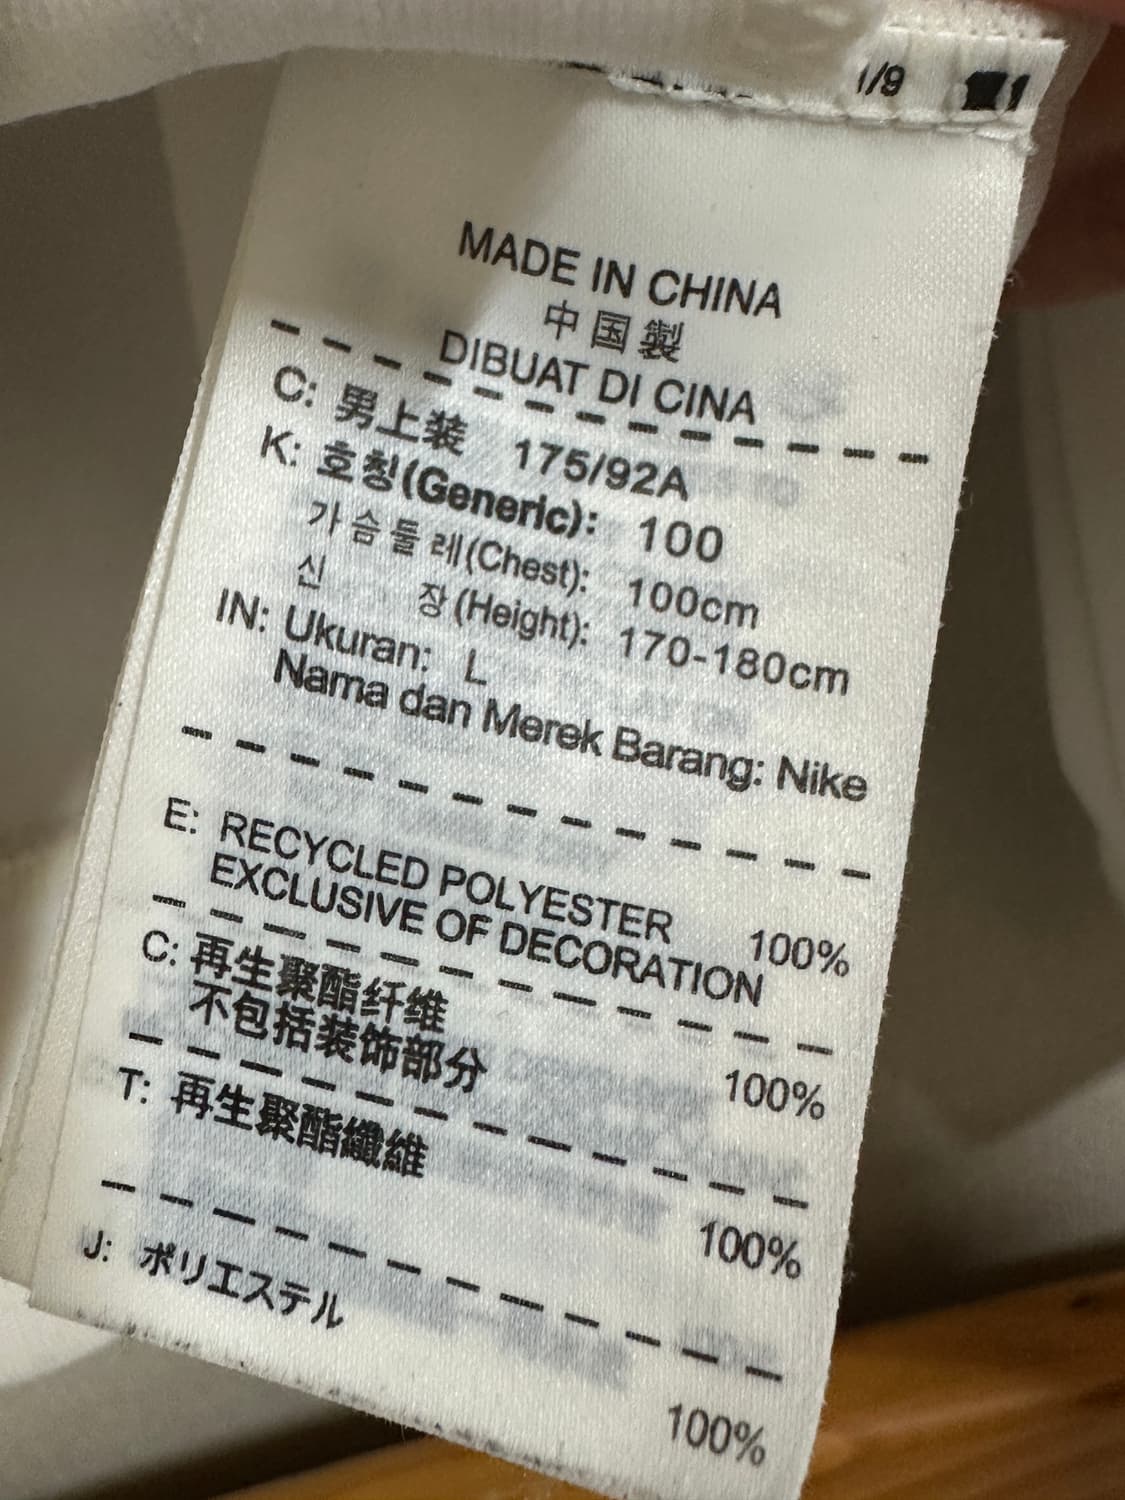 1/9
MADE IN CHINA
中国製
DIBUAT DI CINA
C: 男上装 175/92A
K: 호칭(Generic): 100
가슴둘레(Chest): 100cm
신 장(Height): 170-180cm
IN: Ukuran: L
Nama dan Merek Barang: Nike
E: RECYCLED POLYESTER 100%
EXCLUSIVE OF DECORATION
C: 再生聚酯纤维 100%
不包括装饰部分
T: 再生聚酯纖維 100%
J: ポリエステル 100%